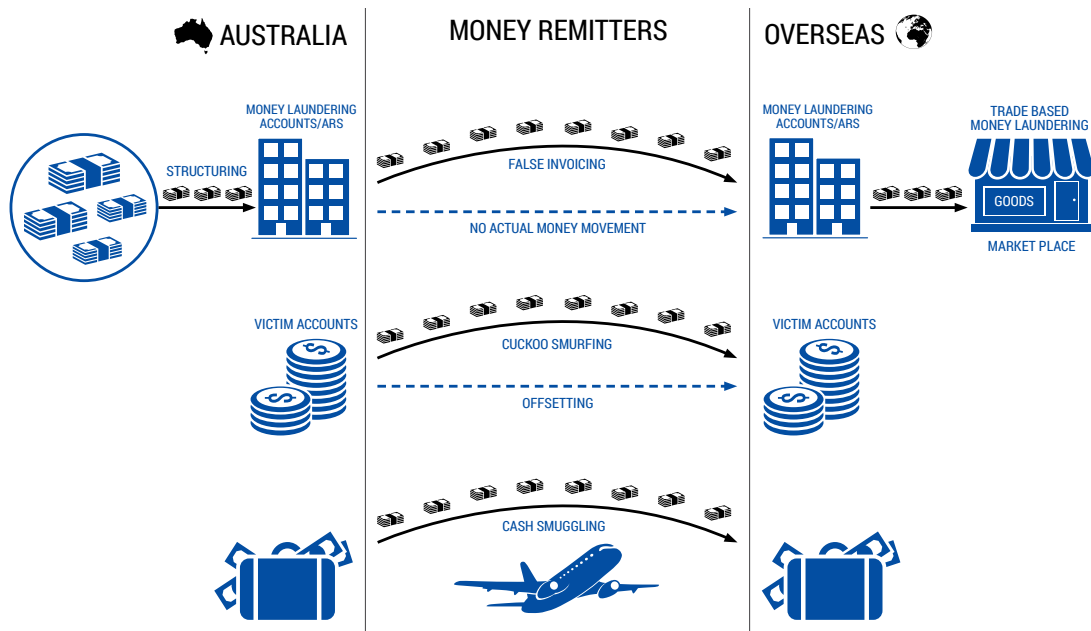 AUSTRALIA
MONEY REMITTERS
OVERSEAS
MONEY LAUNDERING
ACCOUNTS/ARS
STRUCTURING
FALSE INVOICING
NO ACTUAL MONEY MOVEMENT
MONEY LAUNDERING
ACCOUNTS/ARS
TRADE BASED
MONEY LAUNDERING
GOODS
MARKET PLACE
VICTIM ACCOUNTS
$
$
CUCKOO SMURFING
OFFSETTING
VICTIM ACCOUNTS
$
$
CASH SMUGGLING